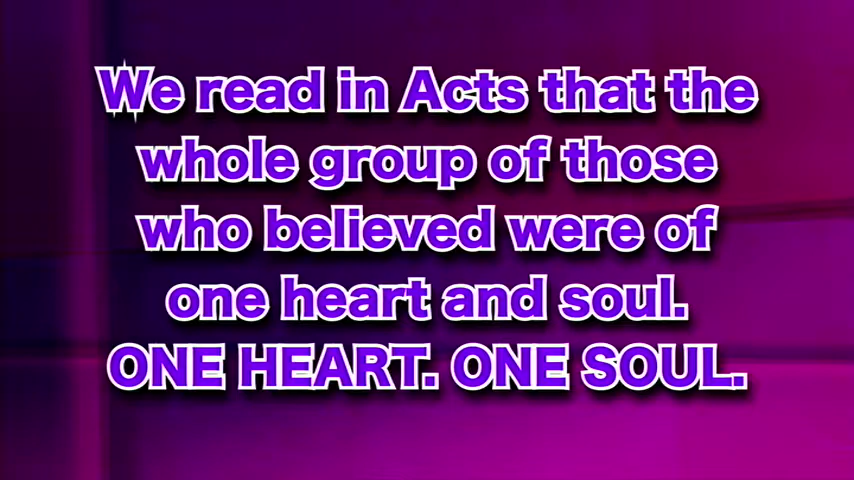 We read in Acts that the
whole group of those
who believed were of
one heart and soul.
ONE HEART. ONE SOUL.